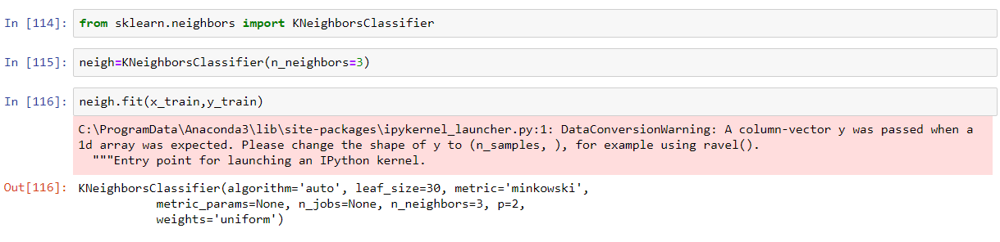 In [114]: from sklearn.neighbors import KNeighborsClassifier
In [115]: neigh=KNeighborsClassifier(n_neighbors=3)
In [116]: neigh.fit(x_train,y_train)
C:\ProgramData\Anaconda3\lib\site-packages\ipykernel_launcher.py:1: DataConversionWarning: A column-vector y was passed when a
1d array was expected. Please change the shape of y to (n_samples, ), for example using ravel().
  """Entry point for launching an IPython kernel.
Out[116]: KNeighborsClassifier(algorithm='auto', leaf_size=30, metric='minkowski',
           metric_params=None, n_jobs=None, n_neighbors=3, p=2,
           weights='uniform')